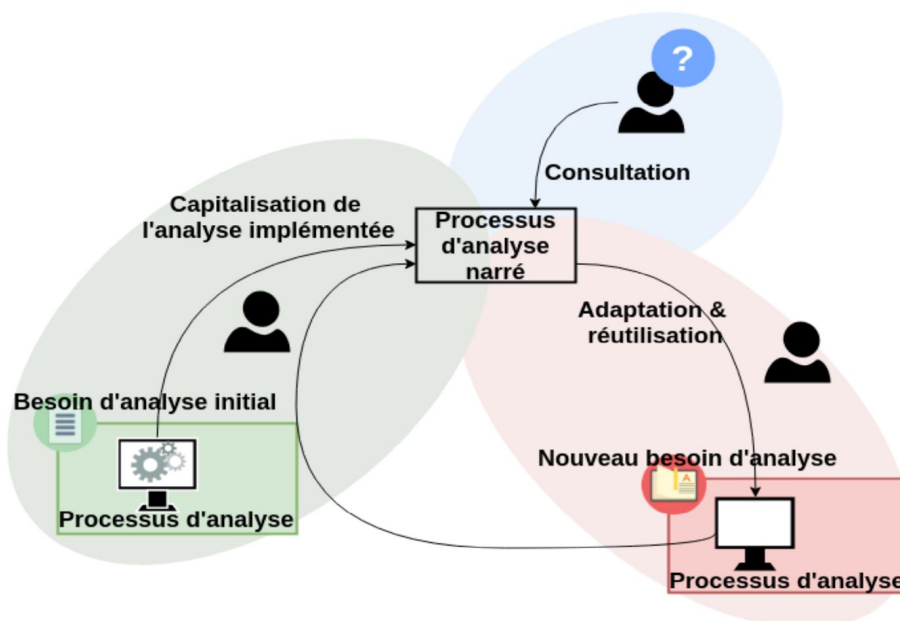 ?
Consultation
Capitalisation de
l'analyse implémentée
Processus
d'analyse
narré
Adaptation &
réutilisation
Besoin d'analyse initial
Processus d'analyse
Nouveau besoin d'analyse
A
Processus d'analyse